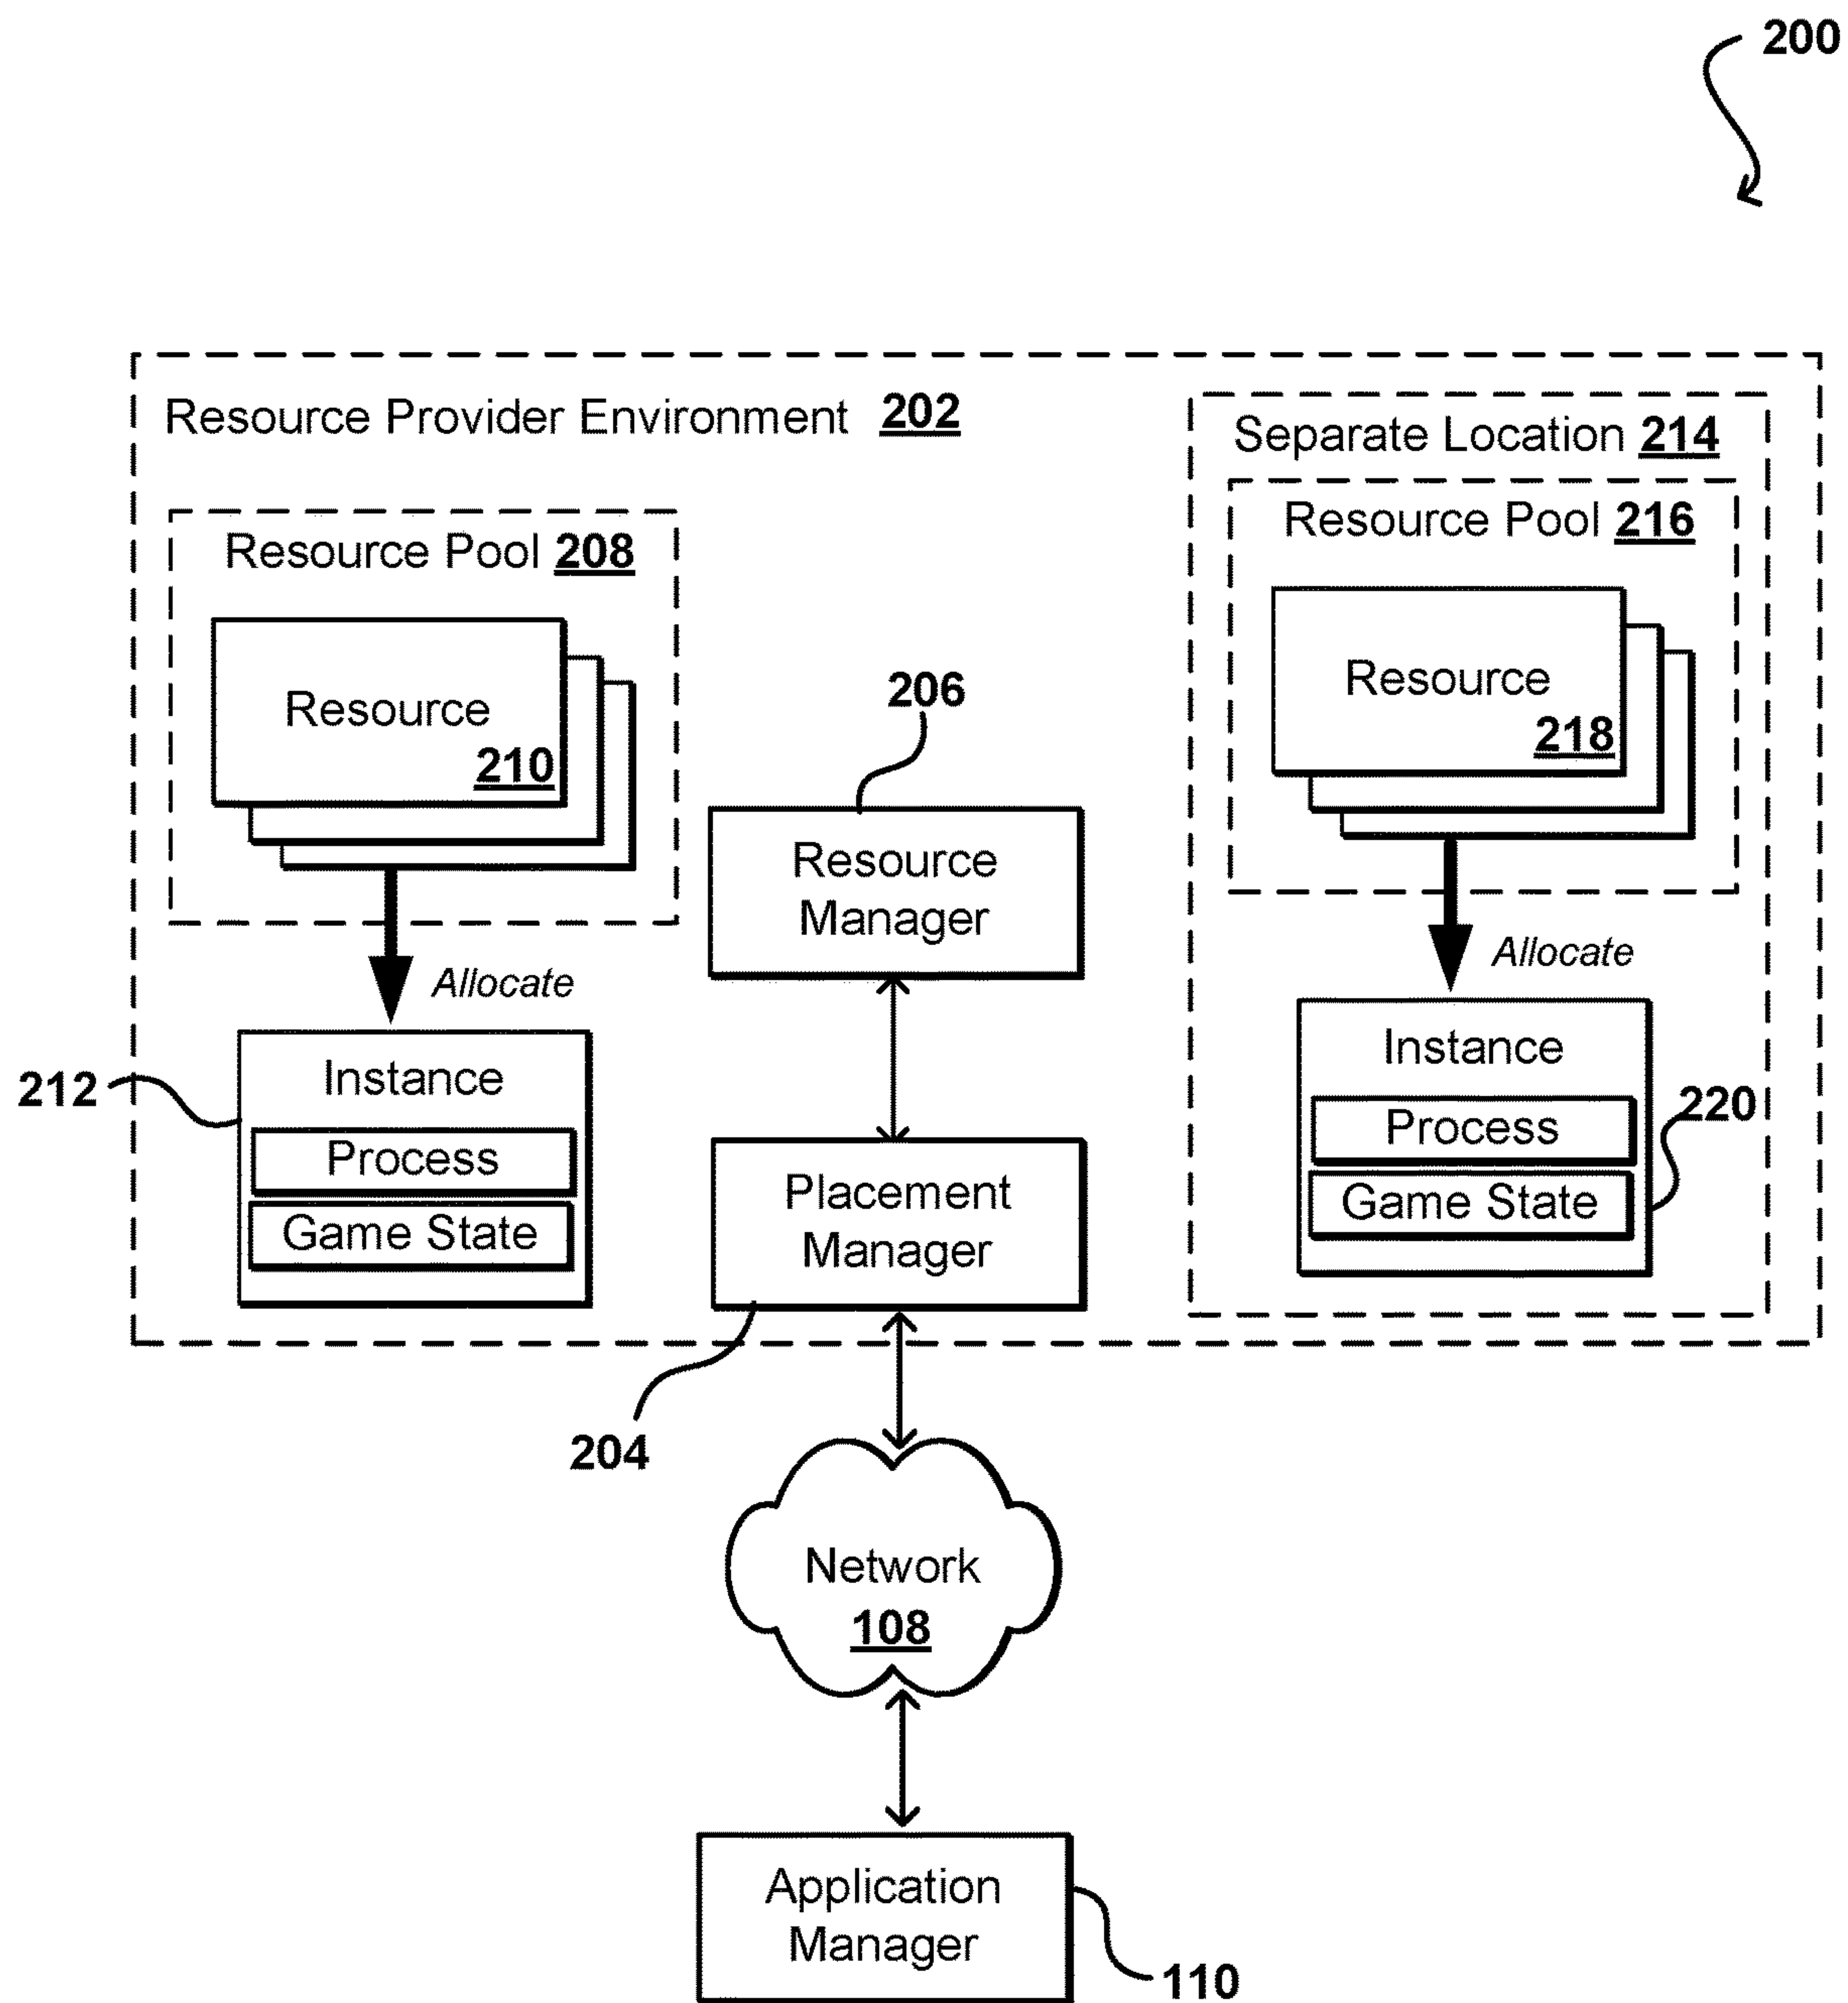 200
Resource Provider Environment 202
Separate Location 214
Resource Pool 208
Resource Pool 216
Resource
210
Resource
218
206
Resource
Manager
Allocate
Allocate
212
Instance
Process
Game State
Instance
Process
Game State
220
Placement
Manager
204
Network
108
Application
Manager
110